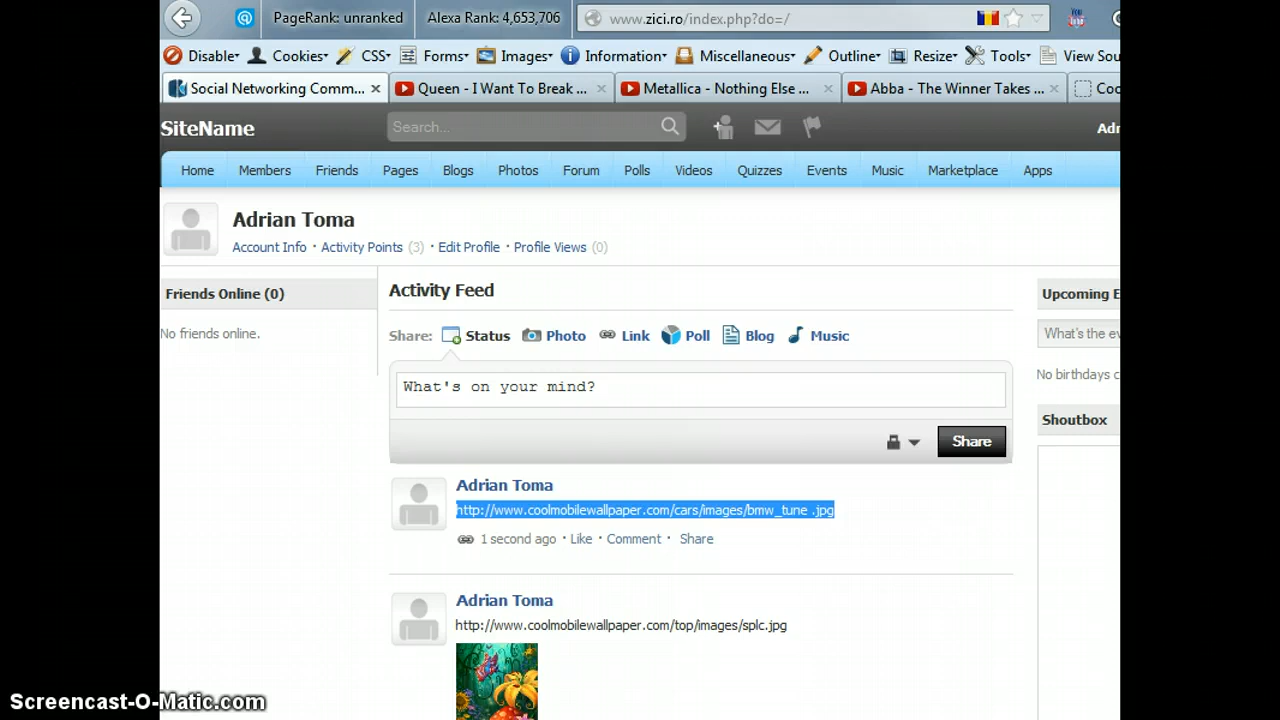 PageRank: unranked Alexa Rank: 4,653,706 www.zici.ro/index.php?do=/
Disable▾ Cookies▾ CSS▾ Forms▾ Images▾ Information▾ Miscellaneous▾ Outline▾ Resize▾ Tools▾ View Sou
Social Networking Comm... × Queen - I Want To Break ... × Metallica - Nothing Else ... × Abba - The Winner Takes ... × Coo
SiteName Search... Adr
Home Members Friends Pages Blogs Photos Forum Polls Videos Quizzes Events Music Marketplace Apps
Adrian Toma
Account Info · Activity Points (3) · Edit Profile · Profile Views (0)
Friends Online (0)
No friends online.
Activity Feed
Share: Status Photo Link Poll Blog Music
What's on your mind?
Share
Adrian Toma
http://www.coolmobilewallpaper.com/cars/images/bmw_tune .jpg
1 second ago · Like · Comment · Share
Adrian Toma
http://www.coolmobilewallpaper.com/top/images/splc.jpg
Upcoming E
What's the ev
No birthdays c
Shoutbox
Screencast-O-Matic.com